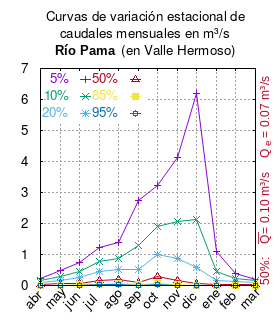 Curvas de variación estacional de
caudales mensuales en m³/s
Río Pama (en Valle Hermoso)
7
6
5
4
3
2
1
0
5% 50%
10% 85%
20% 95%
abr
may
jun
jul
ago
sep
oct
nov
dic
ene
feb
mar
50%: Q= 0.10 m³/s Q e = 0.07 m³/s